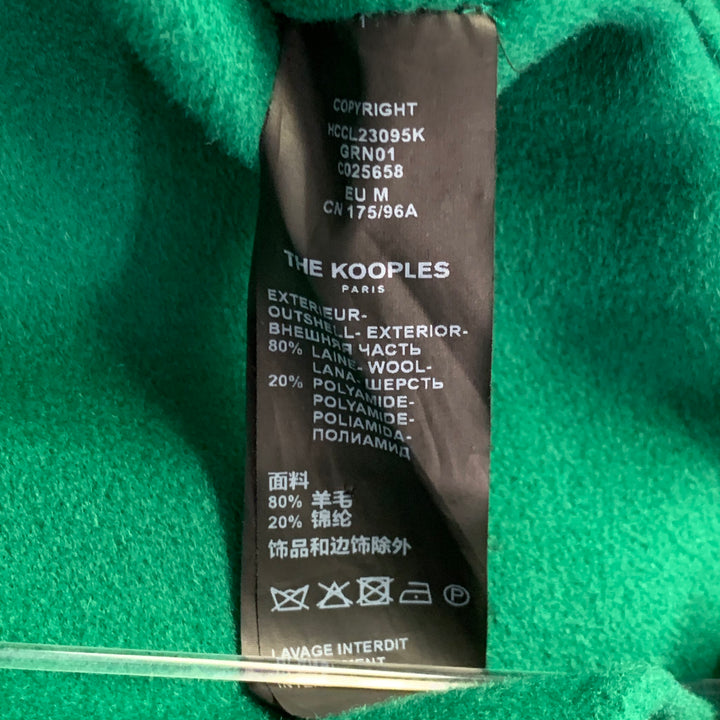 COPYRIGHT
HCCL23095K
GRN01
C025658
EU M
CN 175/96A
THE KOOPLES
PARIS
EXTERIEUR-
OUTSHELL- EXTERIOR-
ВНЕШНЯЯ ЧАСТЬ
80% LAINE- WOOL-
LANA- ШЕРСТЬ
20% POLYAMIDE-
POLYAMIDE-
POLIAMIDA-
ПОЛИАМИД
面料
80% 羊毛
20% 锦纶
饰品和边饰除外
P
LAVAGE INTERDIT